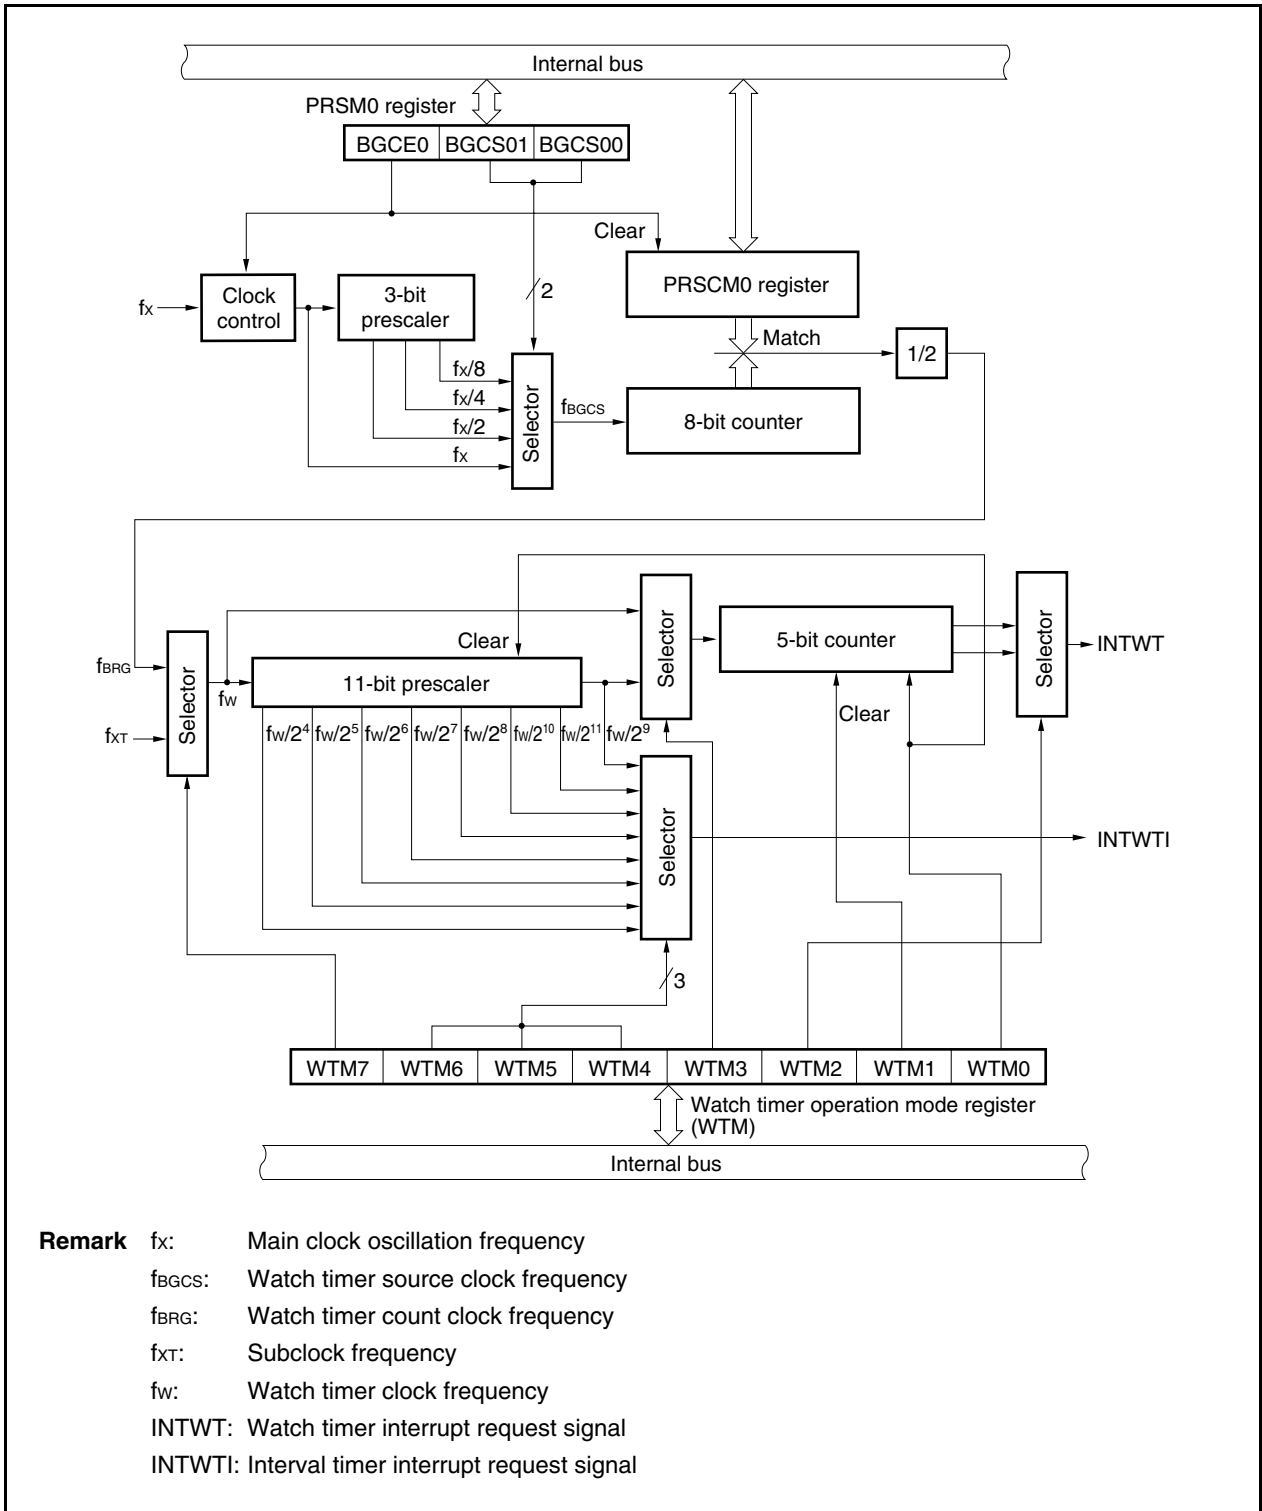 Internal bus
PRSM0 register
BGCE0 BGCS01 BGCS00
Clear
PRSCM0 register
fX
Clock
control
3-bit
prescaler
2
Match
1/2
fX/8
fX/4
fX/2
fX
Selector
fBGCS
8-bit counter
fBRG
fXT
Selector
fW
Clear
11-bit prescaler
fW/2⁴ fW/2⁵ fW/2⁶ fW/2⁷ fW/2⁸ fW/2¹⁰ fW/2¹¹ fW/2⁹
Selector
5-bit counter
Clear
Selector
INTWT
Selector
INTWTI
3
WTM7 WTM6 WTM5 WTM4 WTM3 WTM2 WTM1 WTM0
Watch timer operation mode register
(WTM)
Internal bus
Remark fX: Main clock oscillation frequency
fBGCS: Watch timer source clock frequency
fBRG: Watch timer count clock frequency
fXT: Subclock frequency
fW: Watch timer clock frequency
INTWT: Watch timer interrupt request signal
INTWTI: Interval timer interrupt request signal